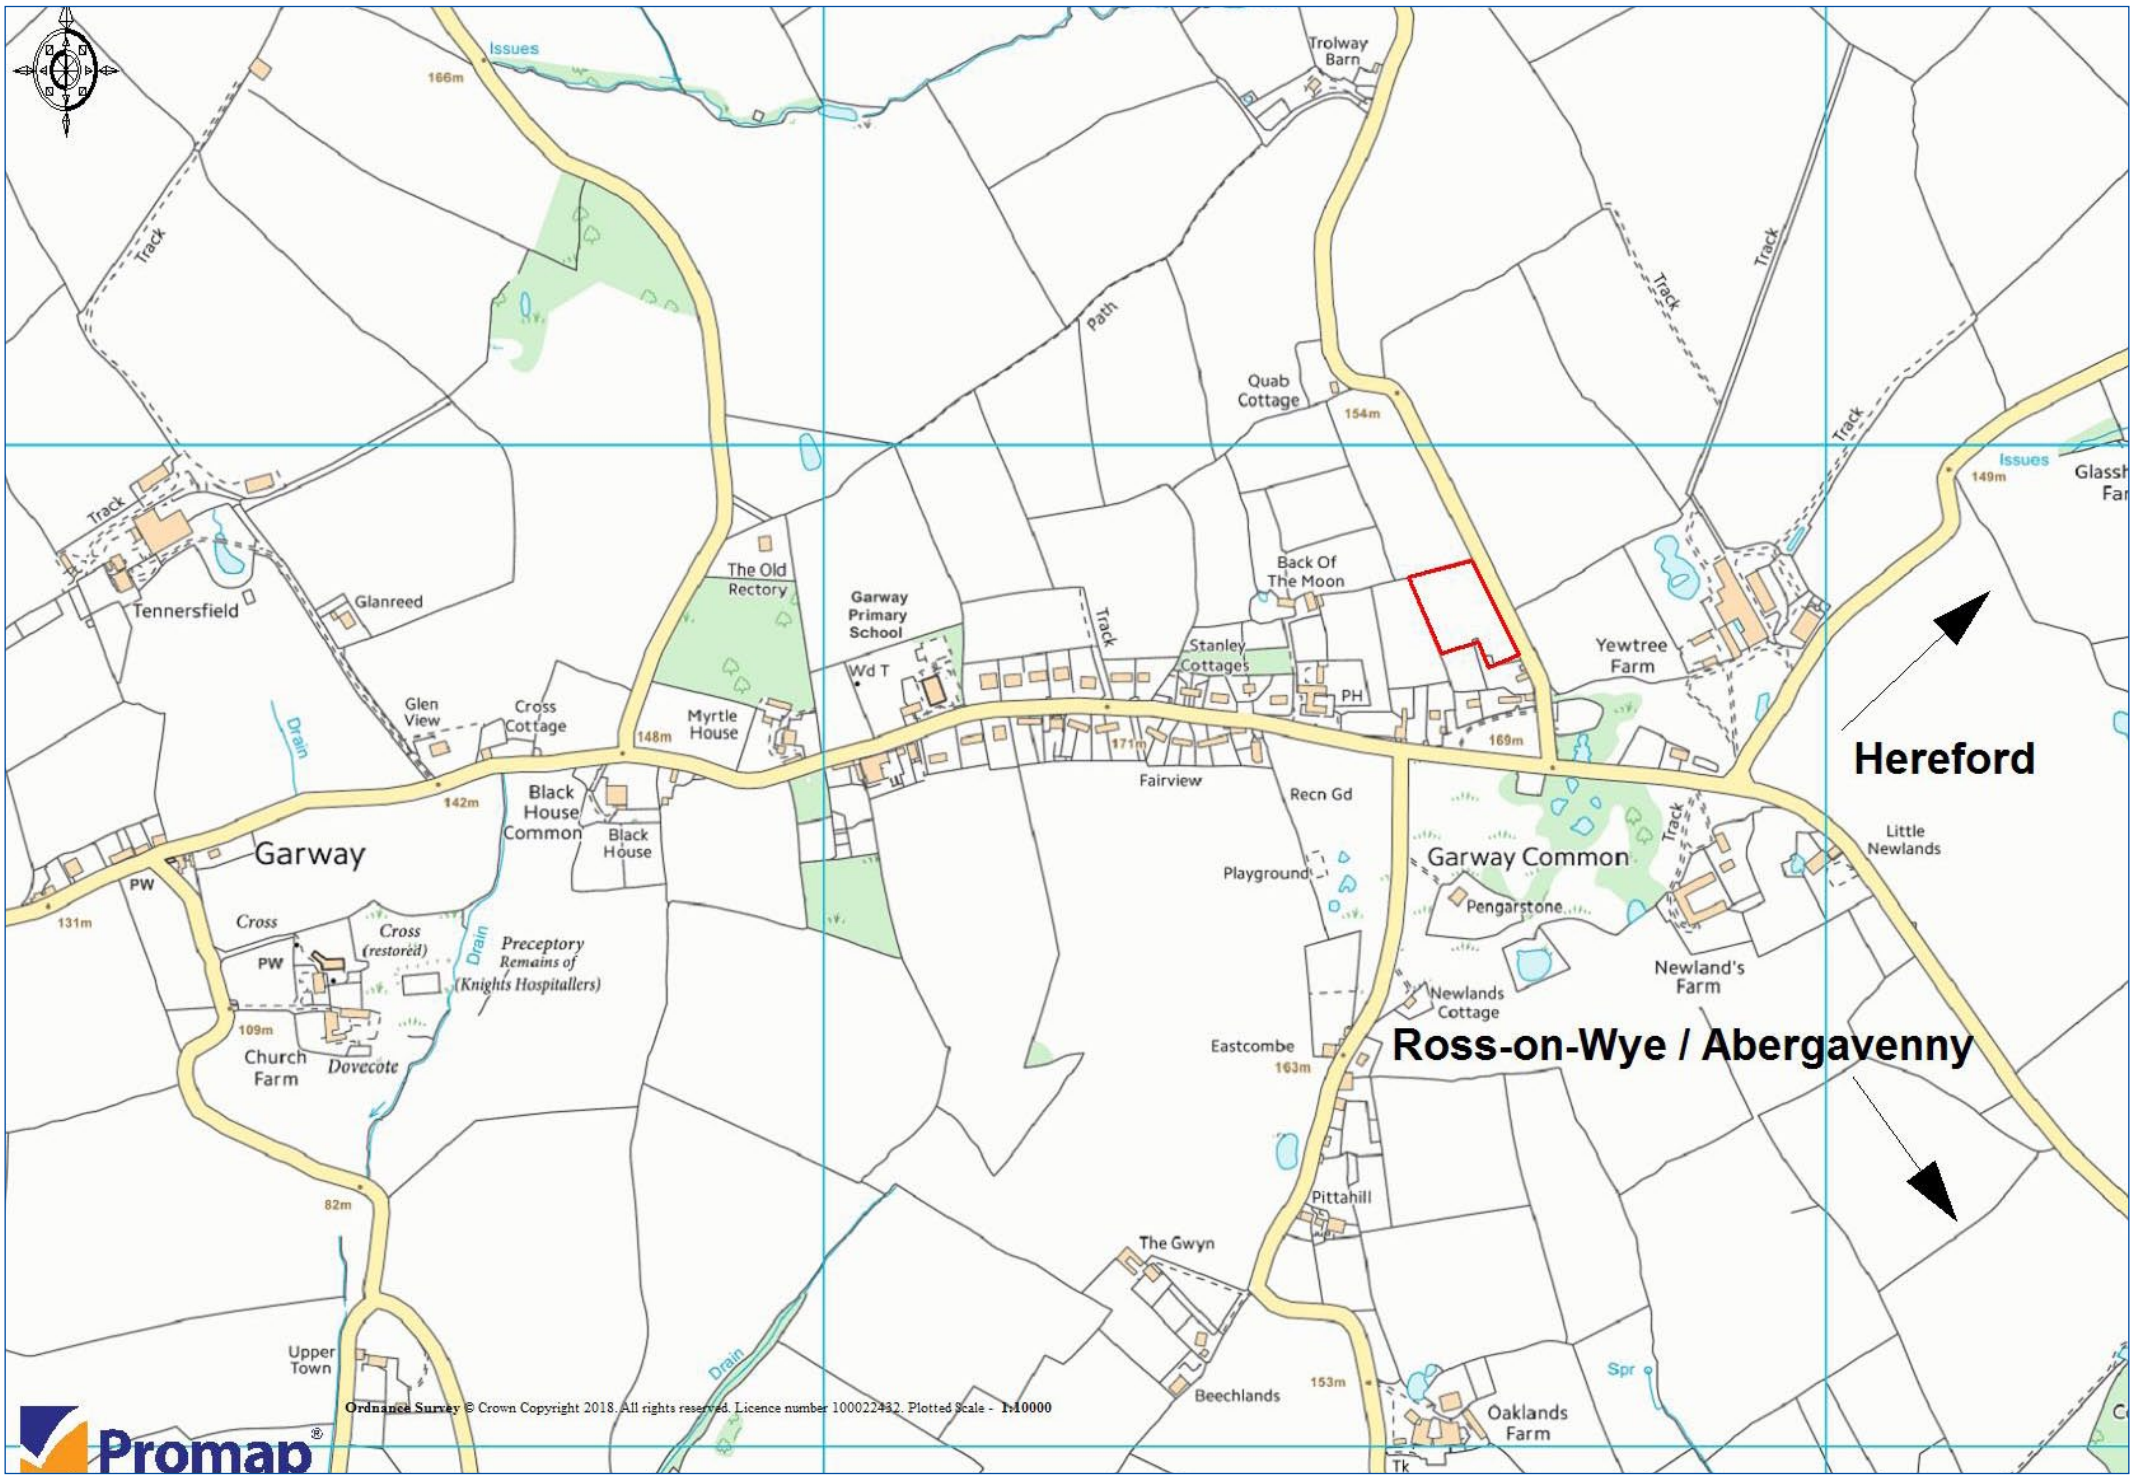 Issues
166m
Trolway
Barn
Track
Track
Track
Path
Quab
Cottage
154m
Track
Issues
149m
Glassh
Far
Track
The Old
Rectory
Back Of
The Moon
Tennersfield
Glanreed
Garway
Primary
School
Track
Stanley
Cottages
Yewtree
Farm
Wd T
PH
Glen
View
Cross
Cottage
Myrtle
House
Drain
148m
171m
169m
Hereford
142m
Black
House
Common
Black
House
Fairview
Recn Gd
Track
Little
Newlands
Garway
Garway Common
PW
Playground
Pengarstone
131m
Cross
Cross
(restored)
PW
Drain
Preceptory
Remains of
(Knights Hospitallers)
Newland's
Farm
Newlands
Cottage
109m
Church
Farm
Dovecote
Eastcombe
163m
Ross-on-Wye / Abergavenny
82m
Pittahill
The Gwyn
Upper
Town
Drain
153m
Beechlands
Spr
Oaklands
Farm
Tk
Ordnance Survey © Crown Copyright 2018. All rights reserved. Licence number 100022432. Plotted Scale - 1:10000
Promap®